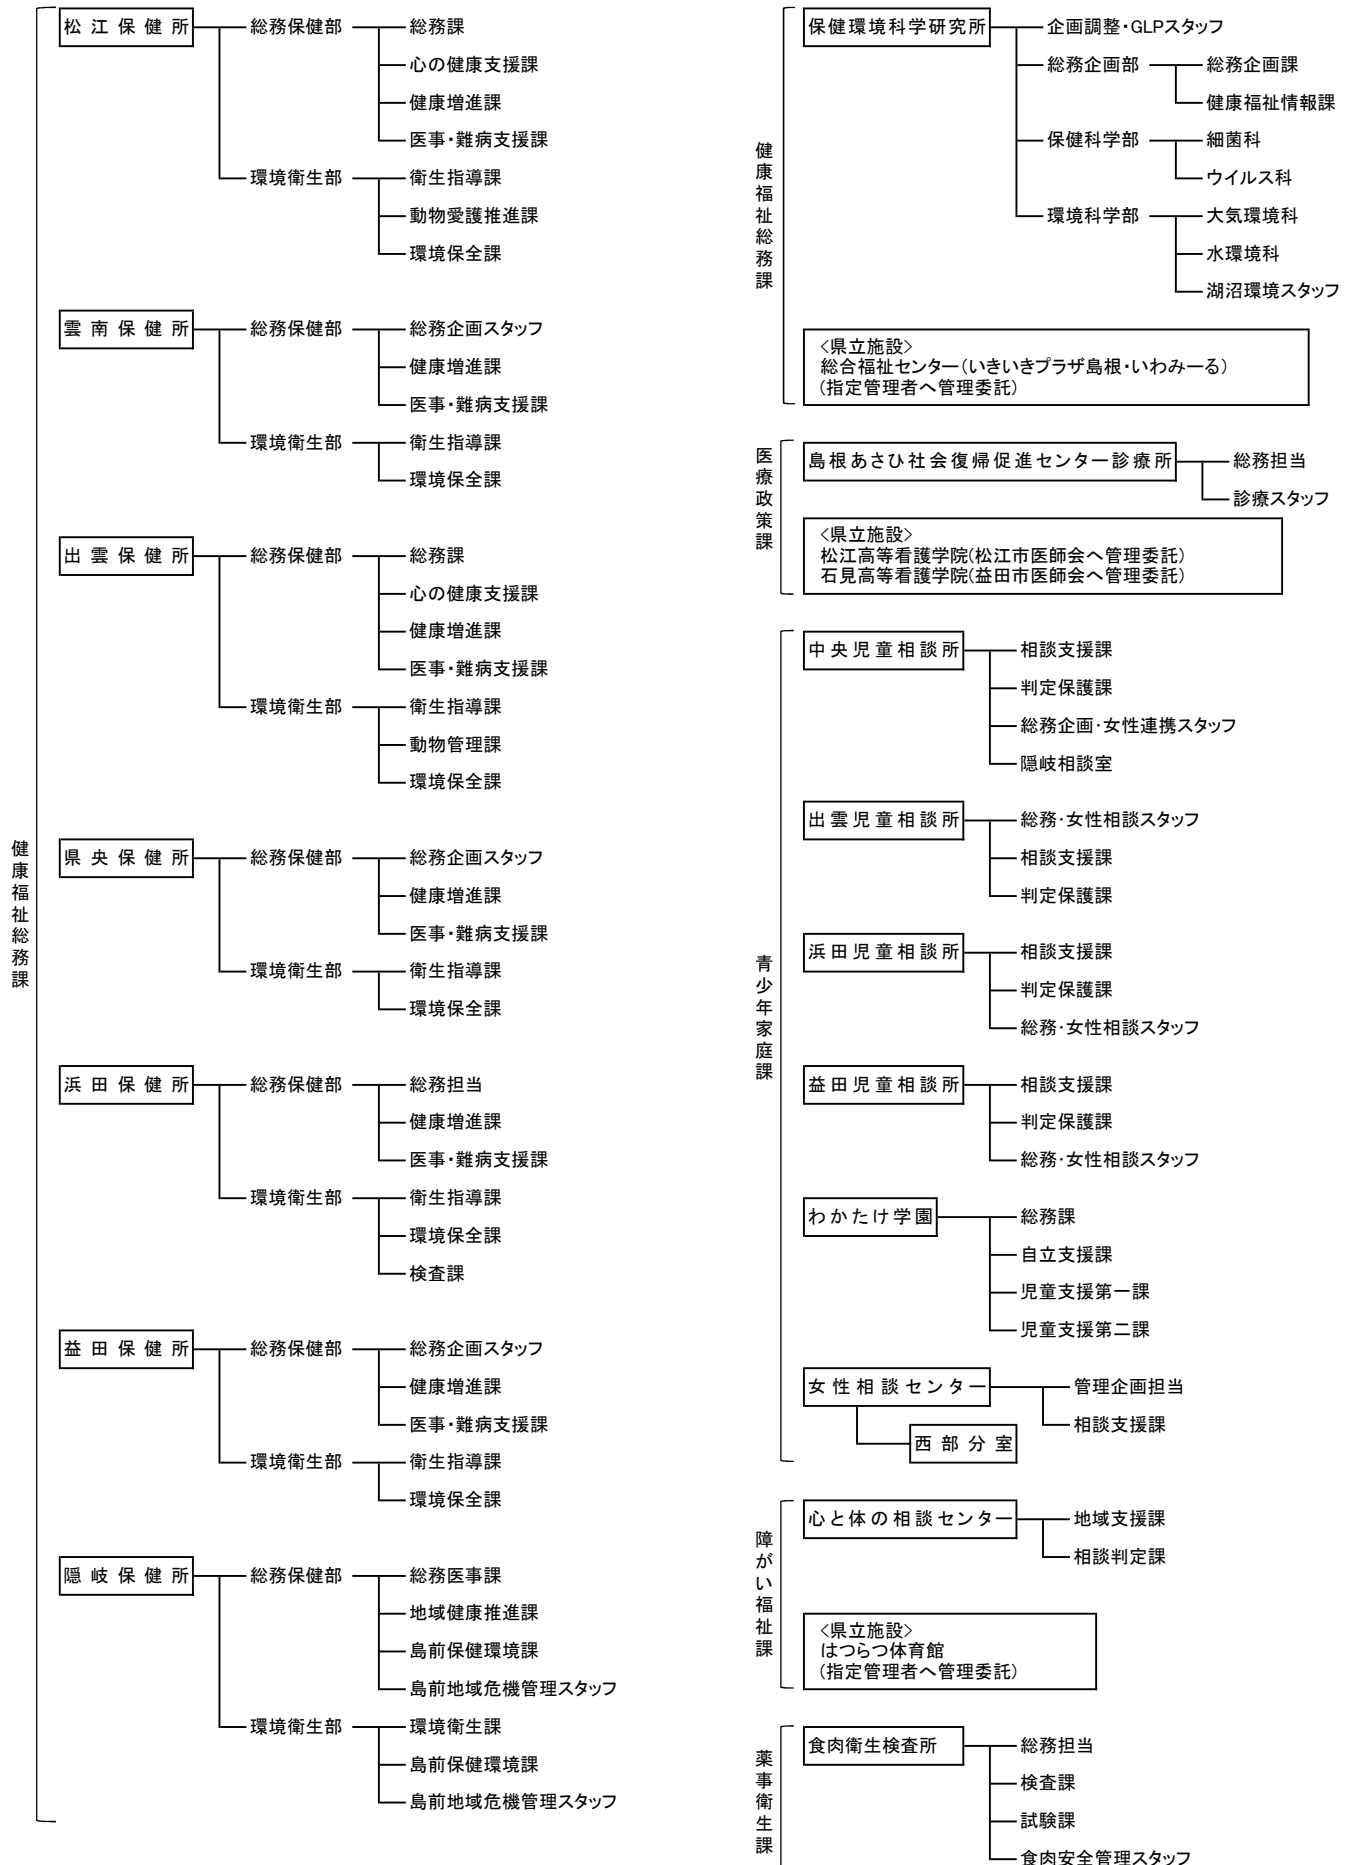 健康福祉総務課
松江保健所 総務保健部 総務課
心の健康支援課
健康増進課
医事・難病支援課
環境衛生部 衛生指導課
動物愛護推進課
環境保全課
雲南保健所 総務保健部 総務企画スタッフ
健康増進課
医事・難病支援課
環境衛生部 衛生指導課
環境保全課
出雲保健所 総務保健部 総務課
心の健康支援課
健康増進課
医事・難病支援課
環境衛生部 衛生指導課
動物管理課
環境保全課
県央保健所 総務保健部 総務企画スタッフ
健康増進課
医事・難病支援課
環境衛生部 衛生指導課
環境保全課
浜田保健所 総務保健部 総務担当
健康増進課
医事・難病支援課
環境衛生部 衛生指導課
環境保全課
検査課
益田保健所 総務保健部 総務企画スタッフ
健康増進課
医事・難病支援課
環境衛生部 衛生指導課
環境保全課
隠岐保健所 総務保健部 総務医事課
地域健康推進課
島前保健環境課
島前地域危機管理スタッフ
環境衛生部 環境衛生課
島前保健環境課
島前地域危機管理スタッフ
健康福祉総務課
保健環境科学研究所 企画調整・GLPスタッフ
総務企画部 総務企画課
健康福祉情報課
保健科学部 細菌科
ウイルス科
環境科学部 大気環境科
水環境科
湖沼環境スタッフ
<県立施設>
総合福祉センター(いきいきプラザ島根・いわみーる)
(指定管理者へ管理委託)
医療政策課
島根あさひ社会復帰促進センター診療所 総務担当
診療スタッフ
<県立施設>
松江高等看護学院(松江市医師会へ管理委託)
石見高等看護学院(益田市医師会へ管理委託)
青少年家庭課
中央児童相談所 相談支援課
判定保護課
総務企画・女性連携スタッフ
隠岐相談室
出雲児童相談所 総務・女性相談スタッフ
相談支援課
判定保護課
浜田児童相談所 相談支援課
判定保護課
総務・女性相談スタッフ
益田児童相談所 相談支援課
判定保護課
総務・女性相談スタッフ
わかたけ学園 総務課
自立支援課
児童支援第一課
児童支援第二課
女性相談センター 管理企画担当
相談支援課
西部分室
障がい福祉課
心と体の相談センター 地域支援課
相談判定課
<県立施設>
はつらつ体育館
(指定管理者へ管理委託)
薬事衛生課
食肉衛生検査所 総務担当
検査課
試験課
食肉安全管理スタッフ